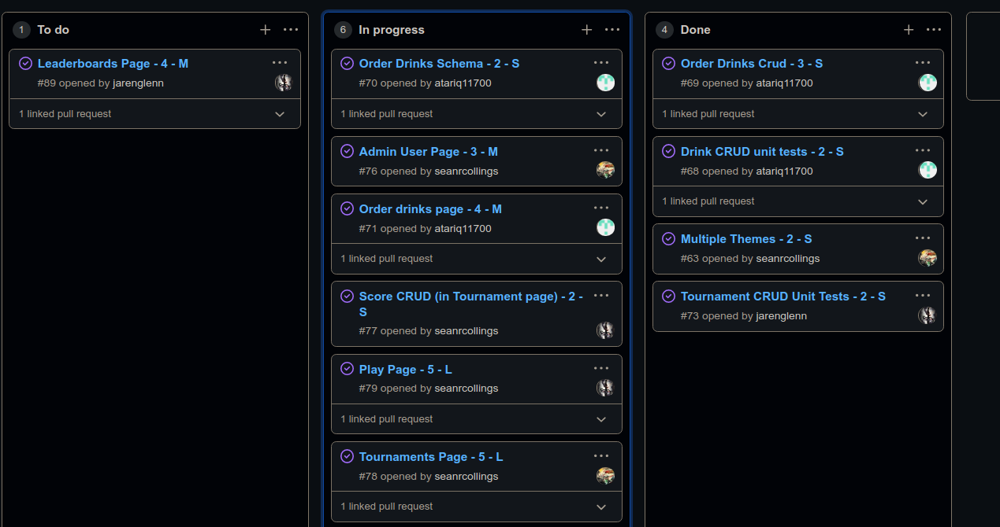 1 To do
Leaderboards Page - 4 - M
#89 opened by jarenglenn
1 linked pull request
6 In progress
Order Drinks Schema - 2 - S
#70 opened by atariq11700
1 linked pull request
Admin User Page - 3 - M
#76 opened by seanrcollings
Order drinks page - 4 - M
#71 opened by atariq11700
1 linked pull request
Score CRUD (in Tournament page) - 2 -
S
#77 opened by seanrcollings
Play Page - 5 - L
#79 opened by seanrcollings
1 linked pull request
Tournaments Page - 5 - L
#78 opened by seanrcollings
1 linked pull request
4 Done
Order Drinks Crud - 3 - S
#69 opened by atariq11700
1 linked pull request
Drink CRUD unit tests - 2 - S
#68 opened by atariq11700
1 linked pull request
Multiple Themes - 2 - S
#63 opened by seanrcollings
Tournament CRUD Unit Tests - 2 - S
#73 opened by jarenglenn